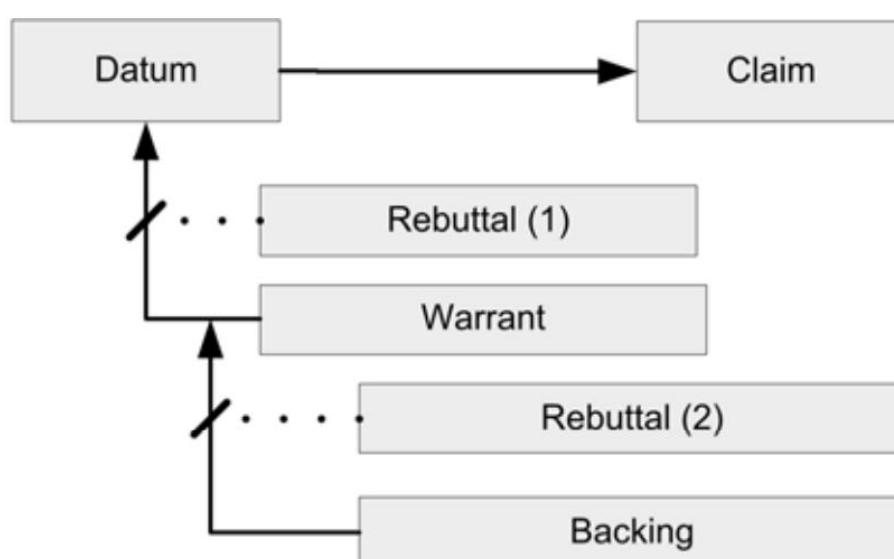 Datum
Claim
Rebuttal (1)
Warrant
Rebuttal (2)
Backing